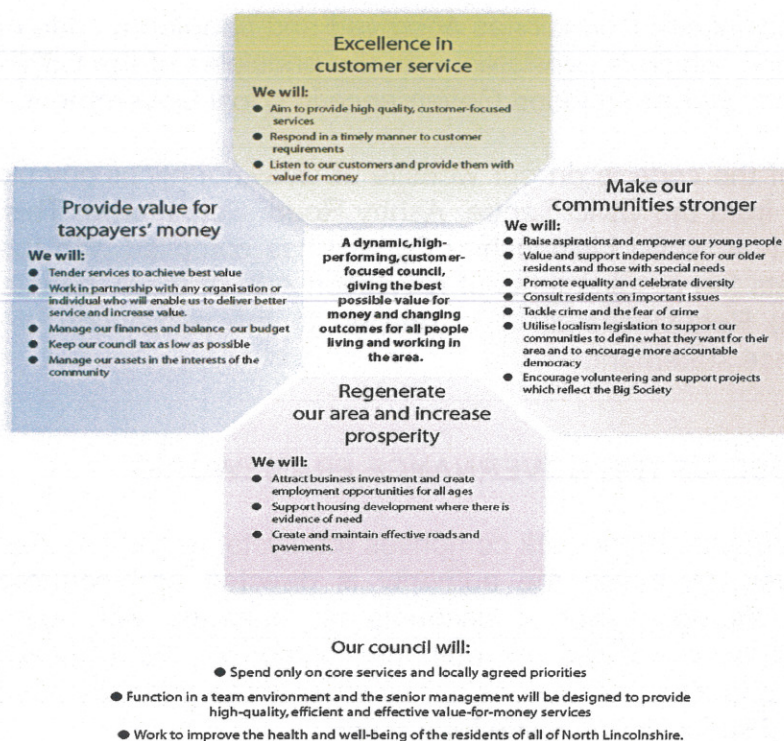 Excellence in
customer service
We will:
● Aim to provide high quality, customer-focused
services
● Respond in a timely manner to customer
requirements
● Listen to our customers and provide them with
value for money
Provide value for
taxpayers' money
We will:
● Tender services to achieve best value
● Work in partnership with any organisation or
individual who will enable us to deliver better
service and increase value.
● Manage our finances and balance our budget
● Keep our council tax as low as possible
● Manage our assets in the interests of the
community
A dynamic, high-
performing, customer-
focused council,
giving the best
possible value for
money and changing
outcomes for all people
living and working in
the area.
Make our
communities stronger
We will:
● Raise aspirations and empower our young people
● Value and support independence for our older
residents and those with special needs
● Promote equality and celebrate diversity
● Consult residents on important issues
● Tackle crime and the fear of crime
● Utilise localism legislation to support our
communities to define what they want for their
area and to encourage more accountable
democracy
● Encourage volunteering and support projects
which reflect the Big Society
Regenerate
our area and increase
prosperity
We will:
● Attract business investment and create
employment opportunities for all ages
● Support housing development where there is
evidence of need
● Create and maintain effective roads and
pavements.
Our council will:
● Spend only on core services and locally agreed priorities
● Function in a team environment and the senior management will be designed to provide
high-quality, efficient and effective value-for-money services
● Work to improve the health and well-being of the residents of all of North Lincolnshire.